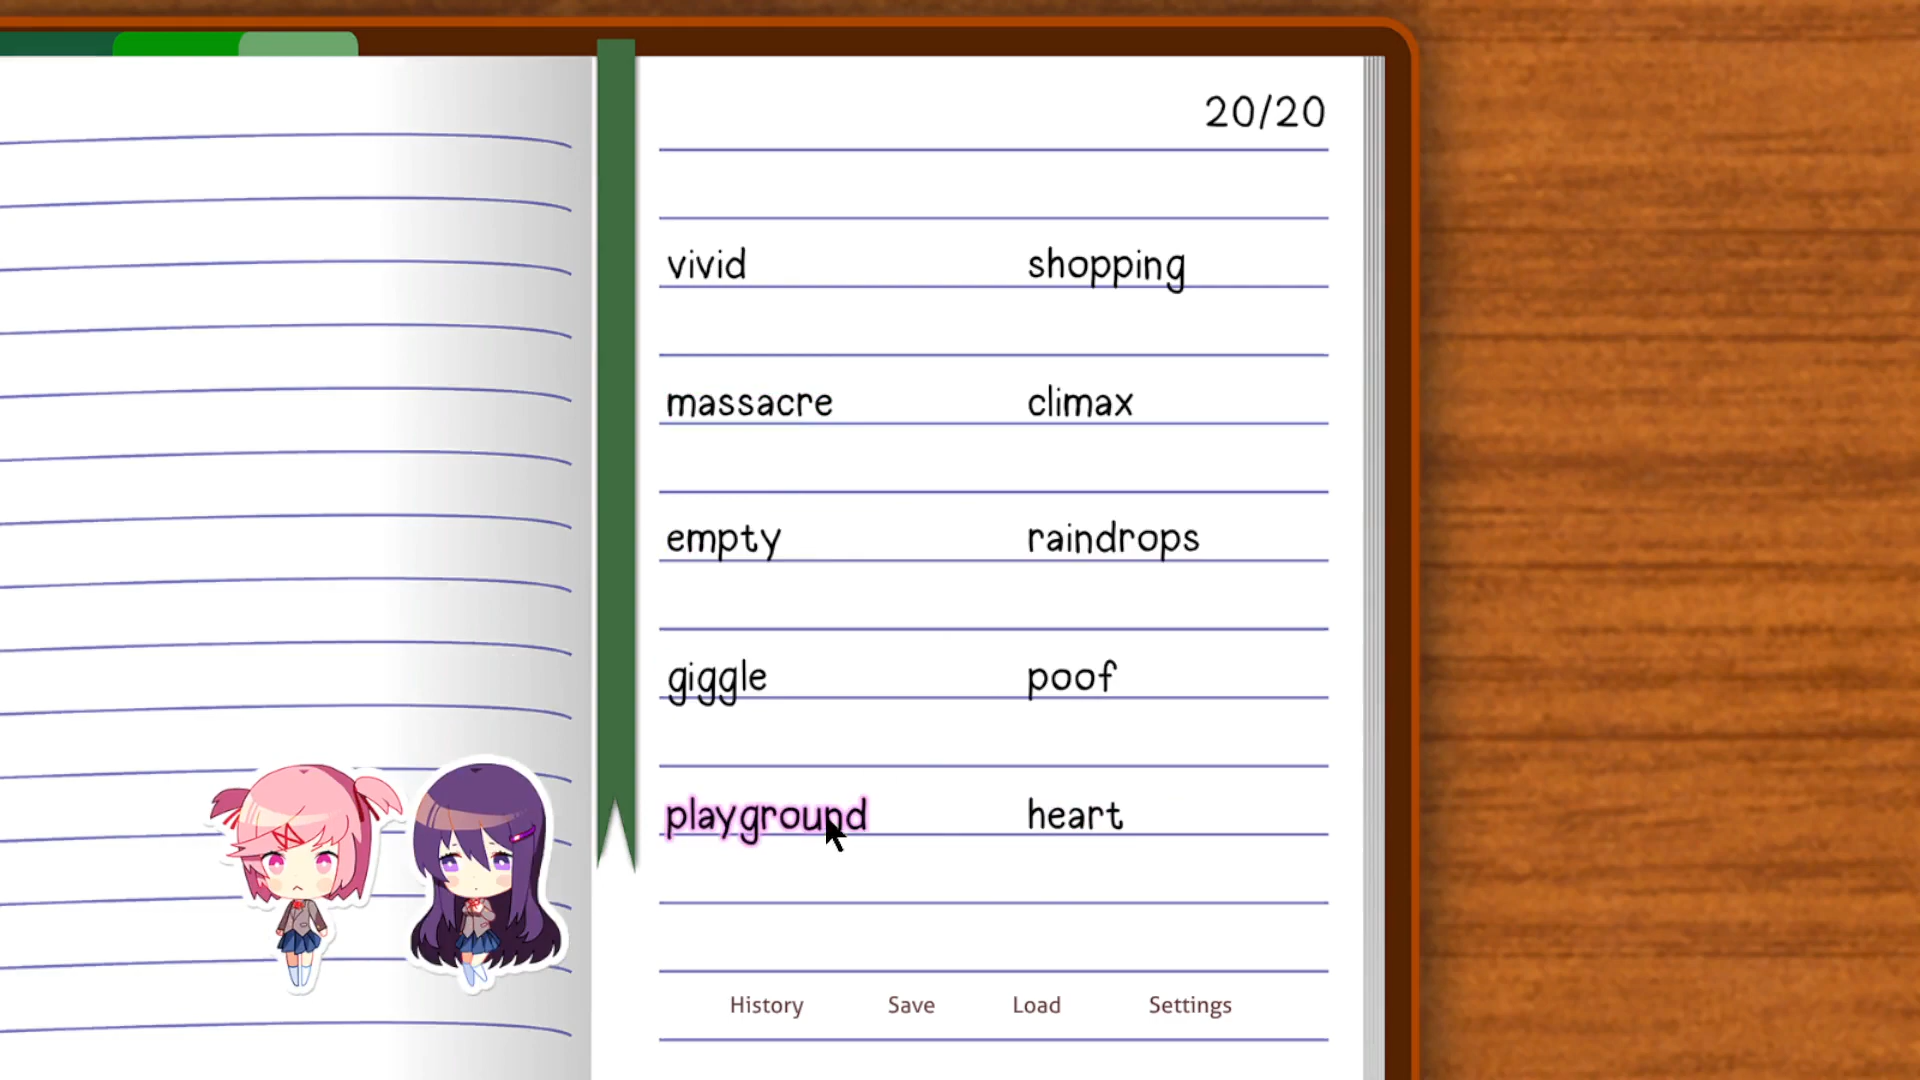 20/20
vivid shopping
massacre climax
empty raindrops
giggle poof
playground heart
History Save Load Settings